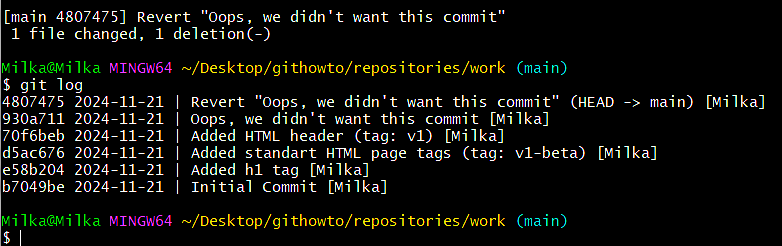 [main 4807475] Revert "Oops, we didn't want this commit"
 1 file changed, 1 deletion(-)
Milka@Milka MINGW64 ~/Desktop/githowto/repositories/work (main)
$ git log
4807475 2024-11-21 | Revert "Oops, we didn't want this commit" (HEAD -> main) [Milka]
930a711 2024-11-21 | Oops, we didn't want this commit [Milka]
70f6beb 2024-11-21 | Added HTML header (tag: v1) [Milka]
d5ac676 2024-11-21 | Added standart HTML page tags (tag: v1-beta) [Milka]
e58b204 2024-11-21 | Added h1 tag [Milka]
b7049be 2024-11-21 | Initial Commit [Milka]
Milka@Milka MINGW64 ~/Desktop/githowto/repositories/work (main)
$